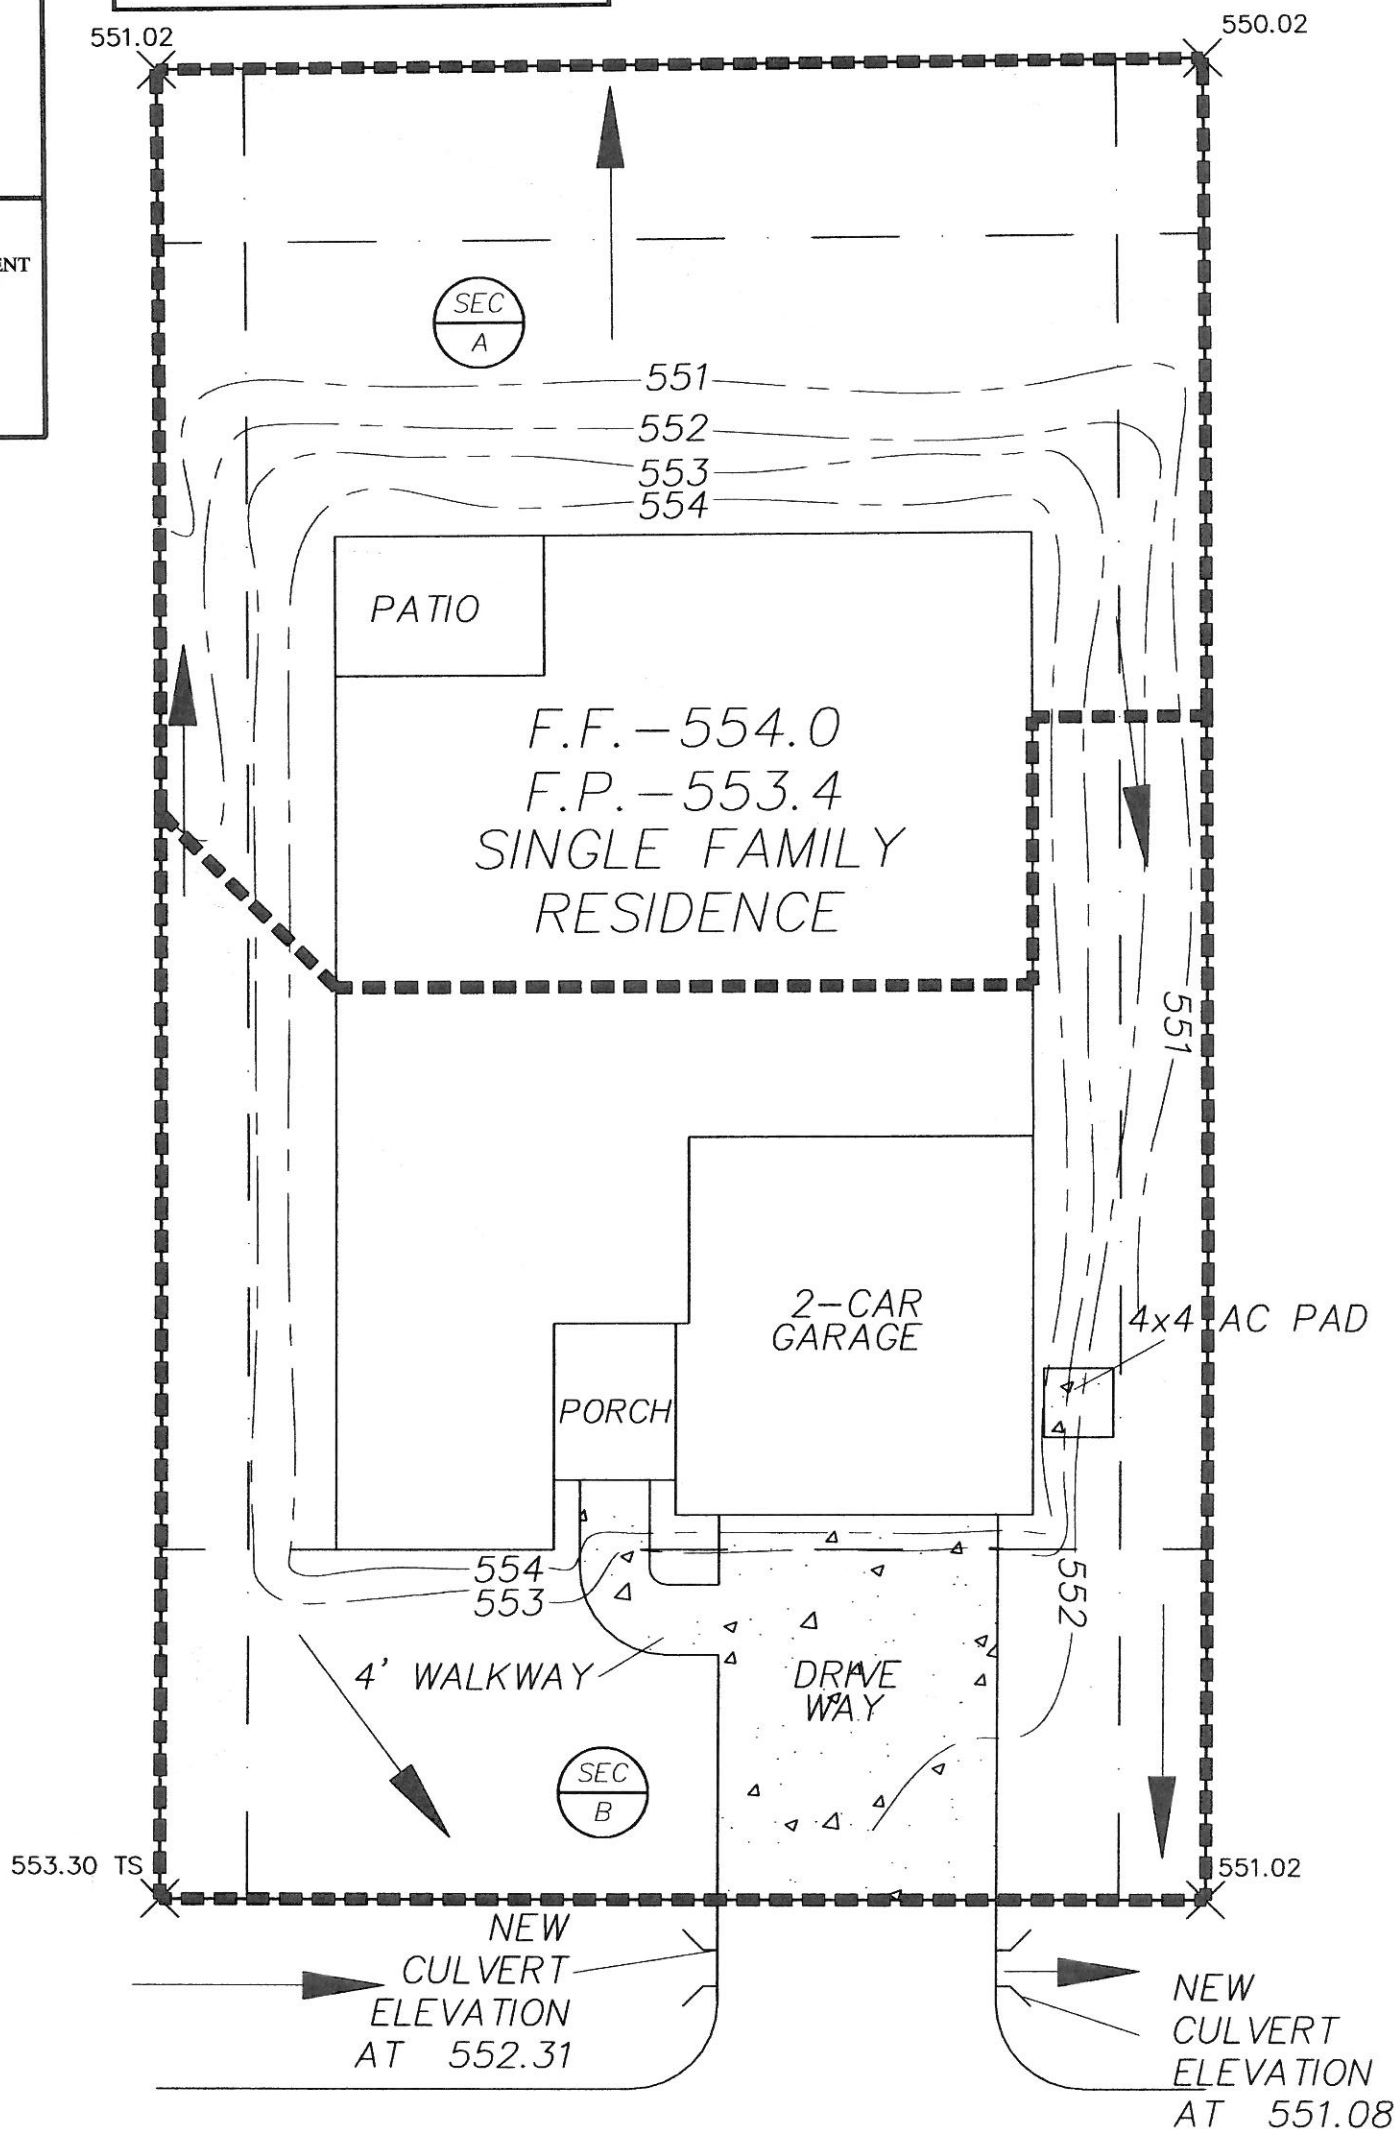 551.02
550.02
ENT
SEC
A
551
552
553
554
PATIO
F.F.-554.0
F.P.-553.4
SINGLE FAMILY
RESIDENCE
551
2-CAR
GARAGE
4x4 AC PAD
PORCH
554
553
552
4' WALKWAY
DRIVE
WAY
SEC
B
553.30 TS
551.02
NEW
CULVERT
ELEVATION
AT 552.31
NEW
CULVERT
ELEVATION
AT 551.08